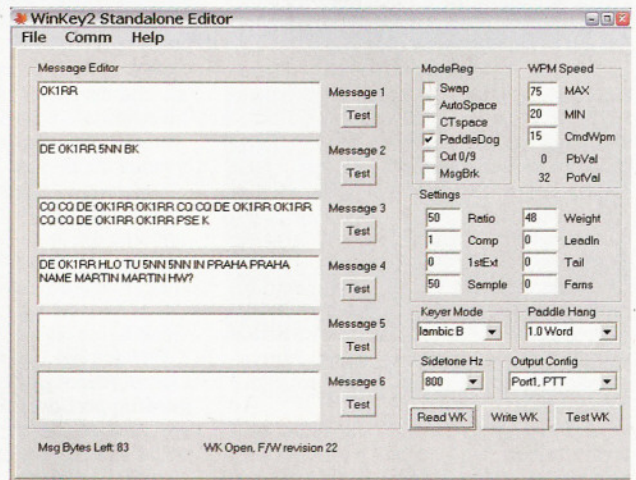 WinKey2 Standalone Editor
File Comm Help
Message Editor
OK1RR
Message 1
Test
DE OK1RR 5NN BK
Message 2
Test
CQ CQ DE OK1RR OK1RR CQ CQ DE OK1RR OK1RR
CQ CQ DE OK1RR OK1RR PSE K
Message 3
Test
DE OK1RR HLO TU 5NN 5NN IN PRAHA PRAHA
NAME MARTIN MARTIN HW?
Message 4
Test
Message 5
Test
Message 6
Test
ModeReg
Swap
AutoSpace
CTspace
PaddleDog
Cut 0/9
MsgBrk
WPM Speed
75 MAX
20 MIN
15 CmdWpm
0 PbVal
32 PotVal
Settings
50 Ratio 48 Weight
1 Comp 0 LeadIn
0 1stExt 0 Tail
50 Sample 0 Farns
Keyer Mode
Iambic B
Paddle Hang
1.0 Word
Sidetone Hz
800
Output Config
Port1, PTT
Read WK Write WK Test WK
Msg Bytes Left: 83 WK Open, F/W revision 22